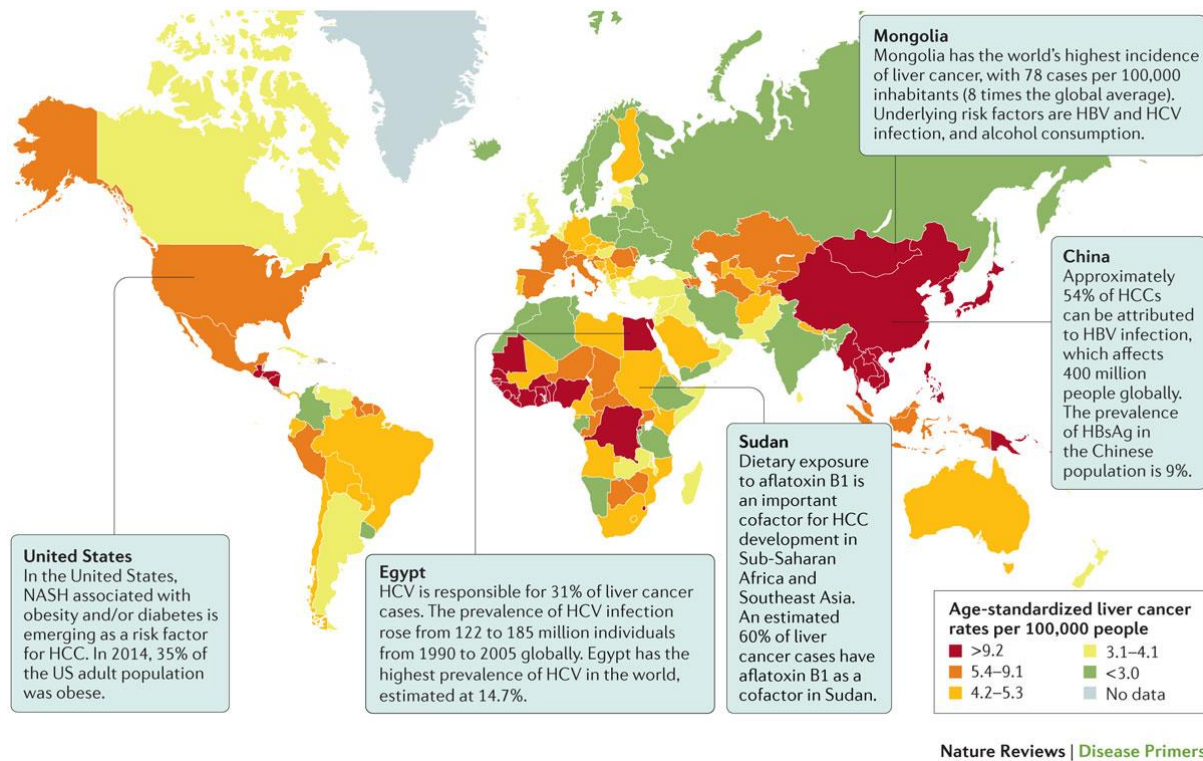 Mongolia
Mongolia has the world's highest incidence
of liver cancer, with 78 cases per 100,000
inhabitants (8 times the global average).
Underlying risk factors are HBV and HCV
infection, and alcohol consumption.
China
Approximately
54% of HCCs
can be attributed
to HBV infection,
which affects
400 million
people globally.
The prevalence
of HBsAg in
the Chinese
population is 9%.
Sudan
Dietary exposure
to aflatoxin B1 is
an important
cofactor for HCC
development in
Sub-Saharan
Africa and
Southeast Asia.
An estimated
60% of liver
cancer cases have
aflatoxin B1 as a
cofactor in Sudan.
United States
In the United States,
NASH associated with
obesity and/or diabetes is
emerging as a risk factor
for HCC. In 2014, 35% of
the US adult population
was obese.
Egypt
HCV is responsible for 31% of liver cancer
cases. The prevalence of HCV infection
rose from 122 to 185 million individuals
from 1990 to 2005 globally. Egypt has the
highest prevalence of HCV in the world,
estimated at 14.7%.
Age-standardized liver cancer
rates per 100,000 people
>9.2
5.4–9.1
4.2–5.3
3.1–4.1
<3.0
No data
Nature Reviews | Disease Primers